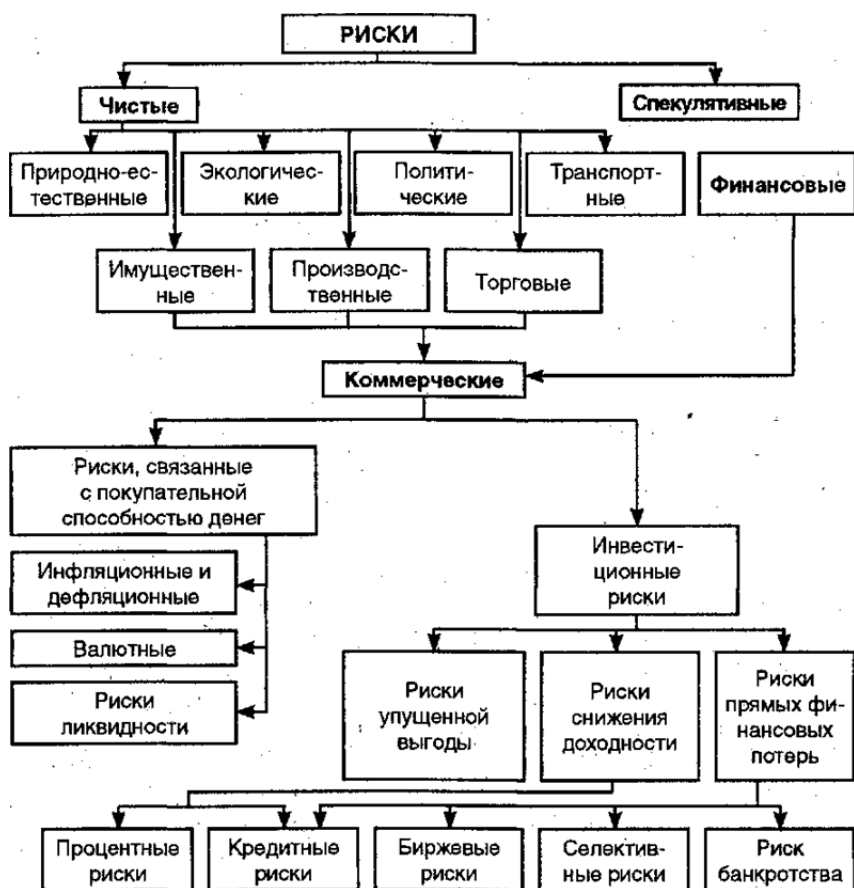 РИСКИ
Чистые
Спекулятивные
Природно-ес-
тественные
Экологичес-
кие
Полити-
ческие
Транспорт-
ные
Финансовые
Имуществен-
ные
Производс-
твенные
Торговые
Коммерческие
Риски, связанные
с покупательной
способностью денег
Инфляционные и
дефляционные
Валютные
Риски
ликвидности
Инвести-
ционные
риски
Риски
упущенной
выгоды
Риски
снижения
доходности
Риски
прямых фи-
нансовых
потерь
Процентные
риски
Кредитные
риски
Биржевые
риски
Селектив-
ные риски
Риск
банкротства